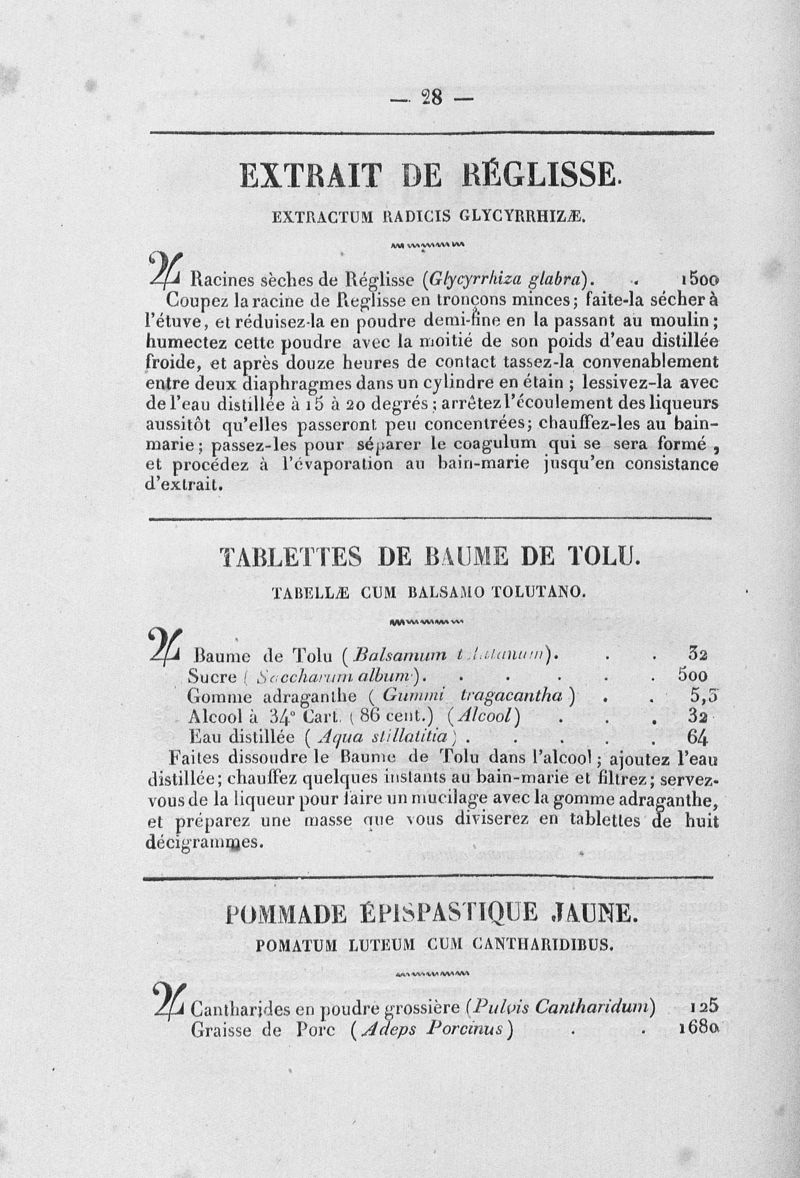 — 28 —
EXTRAIT DE RÉGLISSE.
EXTRACTUM RADICIS GLYCYRRHIZÆ.
♃ Racines sèches de Réglisse (Glycyrrhiza glabra). . 1500
Coupez la racine de Reglisse en tronçons minces; faite-la sécher à
l'étuve, et réduisez-la en poudre demi-fine en la passant au moulin;
humectez cette poudre avec la moitié de son poids d'eau distillée
froide, et après douze heures de contact tassez-la convenablement
entre deux diaphragmes dans un cylindre en étain ; lessivez-la avec
de l'eau distillée à 15 à 20 degrés ; arrêtez l'écoulement des liqueurs
aussitôt qu'elles passeront peu concentrées; chauffez-les au bain-
marie; passez-les pour séparer le coagulum qui se sera formé ,
et procédez à l'évaporation au bain-marie jusqu'en consistance
d'extrait.
TABLETTES DE BAUME DE TOLU.
TABELLÆ CUM BALSAMO TOLUTANO.
♃ Baume de Tolu (Balsamum tolutanum). . . 32
Sucre ( Saccharum album). . . . . . 500
Gomme adraganthe ( Gummi tragacantha ) . . 5,5
Alcool à 34° Cart. ( 86 cent.) (Alcool) . . . 32
Eau distillée ( Aqua stillatitia ) . . . . . 64
Faites dissoudre le Baume de Tolu dans l'alcool ; ajoutez l'eau
distillée; chauffez quelques instants au bain-marie et filtrez; servez-
vous de la liqueur pour faire un mucilage avec la gomme adraganthe,
et préparez une masse que vous diviserez en tablettes de huit
décigrammes.
POMMADE ÉPISPASTIQUE JAUNE.
POMATUM LUTEUM CUM CANTHARIDIBUS.
♃ Cantharides en poudre grossière (Pulvis Cantharidum) 125
Graisse de Porc ( Adeps Porcinus ) . . 1680